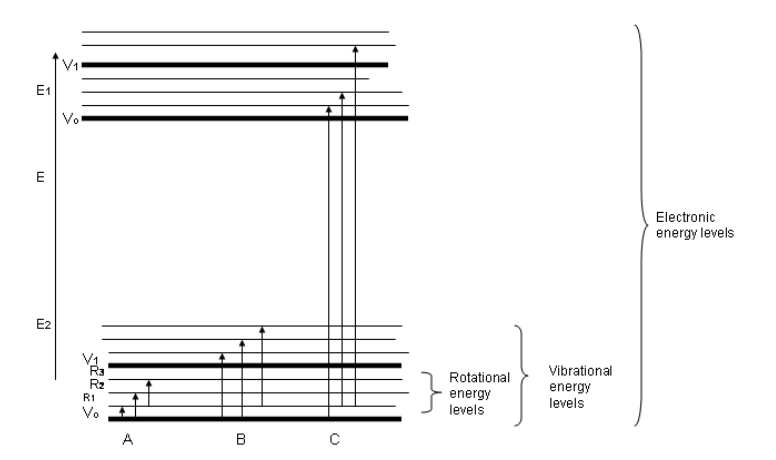 V₁
E₁
V₀
E
Electronic
energy levels
E₂
V₁
R₃
R₂
R₁
V₀
Rotational
energy
levels
Vibrational
energy
levels
A
B
C